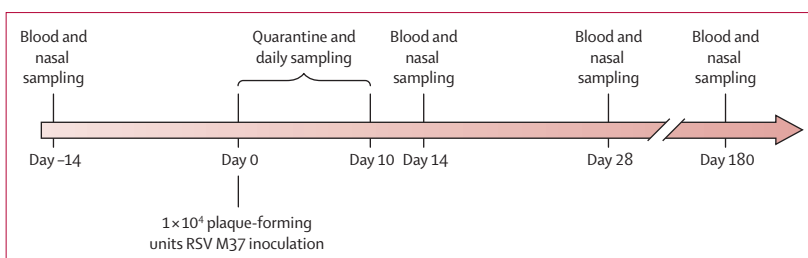 Blood and
nasal
sampling
Quarantine and
daily sampling
Blood and
nasal
sampling
Blood and
nasal
sampling
Blood and
nasal
sampling
Day –14
Day 0
Day 10
Day 14
Day 28
Day 180
1 × 10⁴ plaque-forming
units RSV M37 inoculation